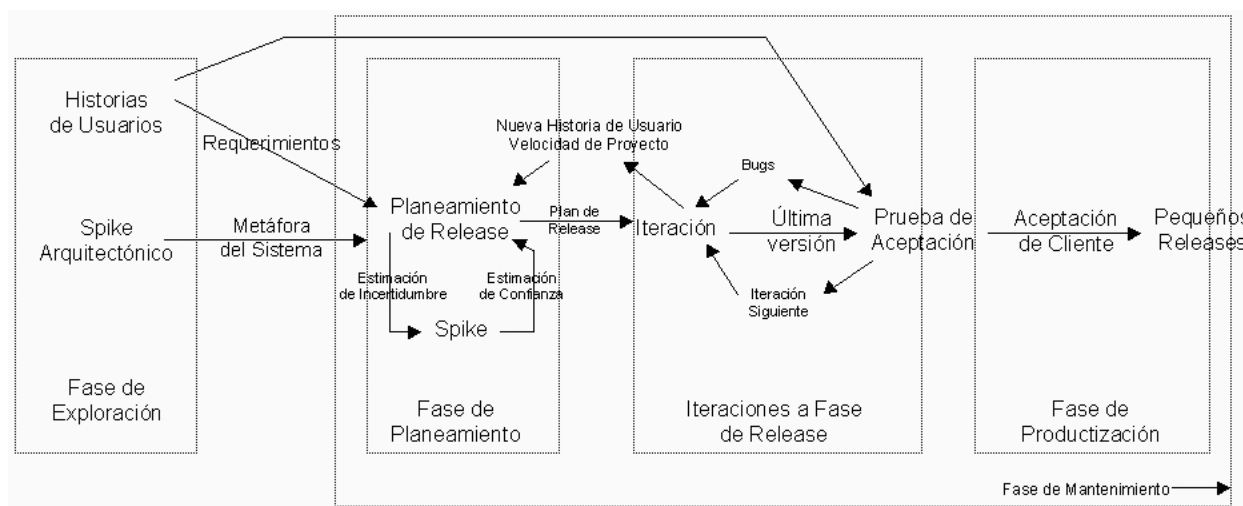 Historias
de Usuarios
Requerimientos
Spike
Arquitectónico
Metáfora
del Sistema
Fase de
Exploración
Nueva Historia de Usuario
Velocidad de Proyecto
Planeamiento
de Release
Plan de
Release
Estimación
de Incertidumbre
Estimación
de Confianza
Spike
Fase de
Planeamiento
Bugs
Iteración
Última
versión
Prueba de
Aceptación
Iteración
Siguiente
Iteraciones a Fase
de Release
Aceptación
de Cliente
Pequeños
Releases
Fase de
Productización
Fase de Mantenimiento